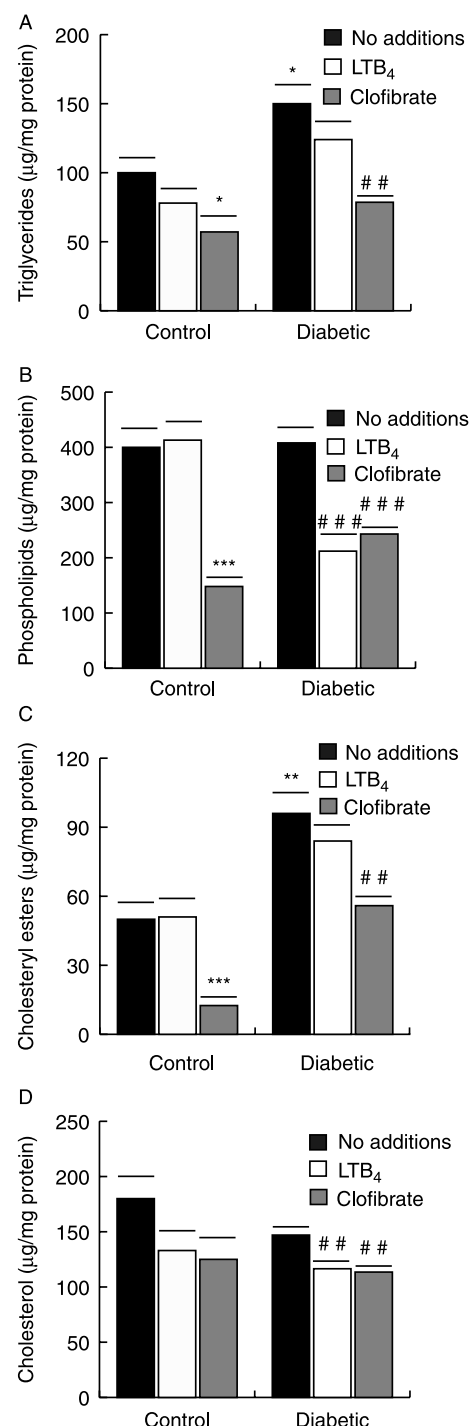 A
Triglycerides (µg/mg protein)
200
150
100
50
0
No additions
LTB₄
Clofibrate
*
*
# #
Control
Diabetic
B
Phospholipids (µg/mg protein)
500
400
300
200
100
0
No additions
LTB₄
Clofibrate
***
# # #
# # #
Control
Diabetic
C
Cholesteryl esters (µg/mg protein)
120
90
60
30
0
No additions
LTB₄
Clofibrate
***
**
# #
Control
Diabetic
D
Cholesterol (µg/mg protein)
250
200
150
100
50
0
No additions
LTB₄
Clofibrate
# #
# #
Control
Diabetic